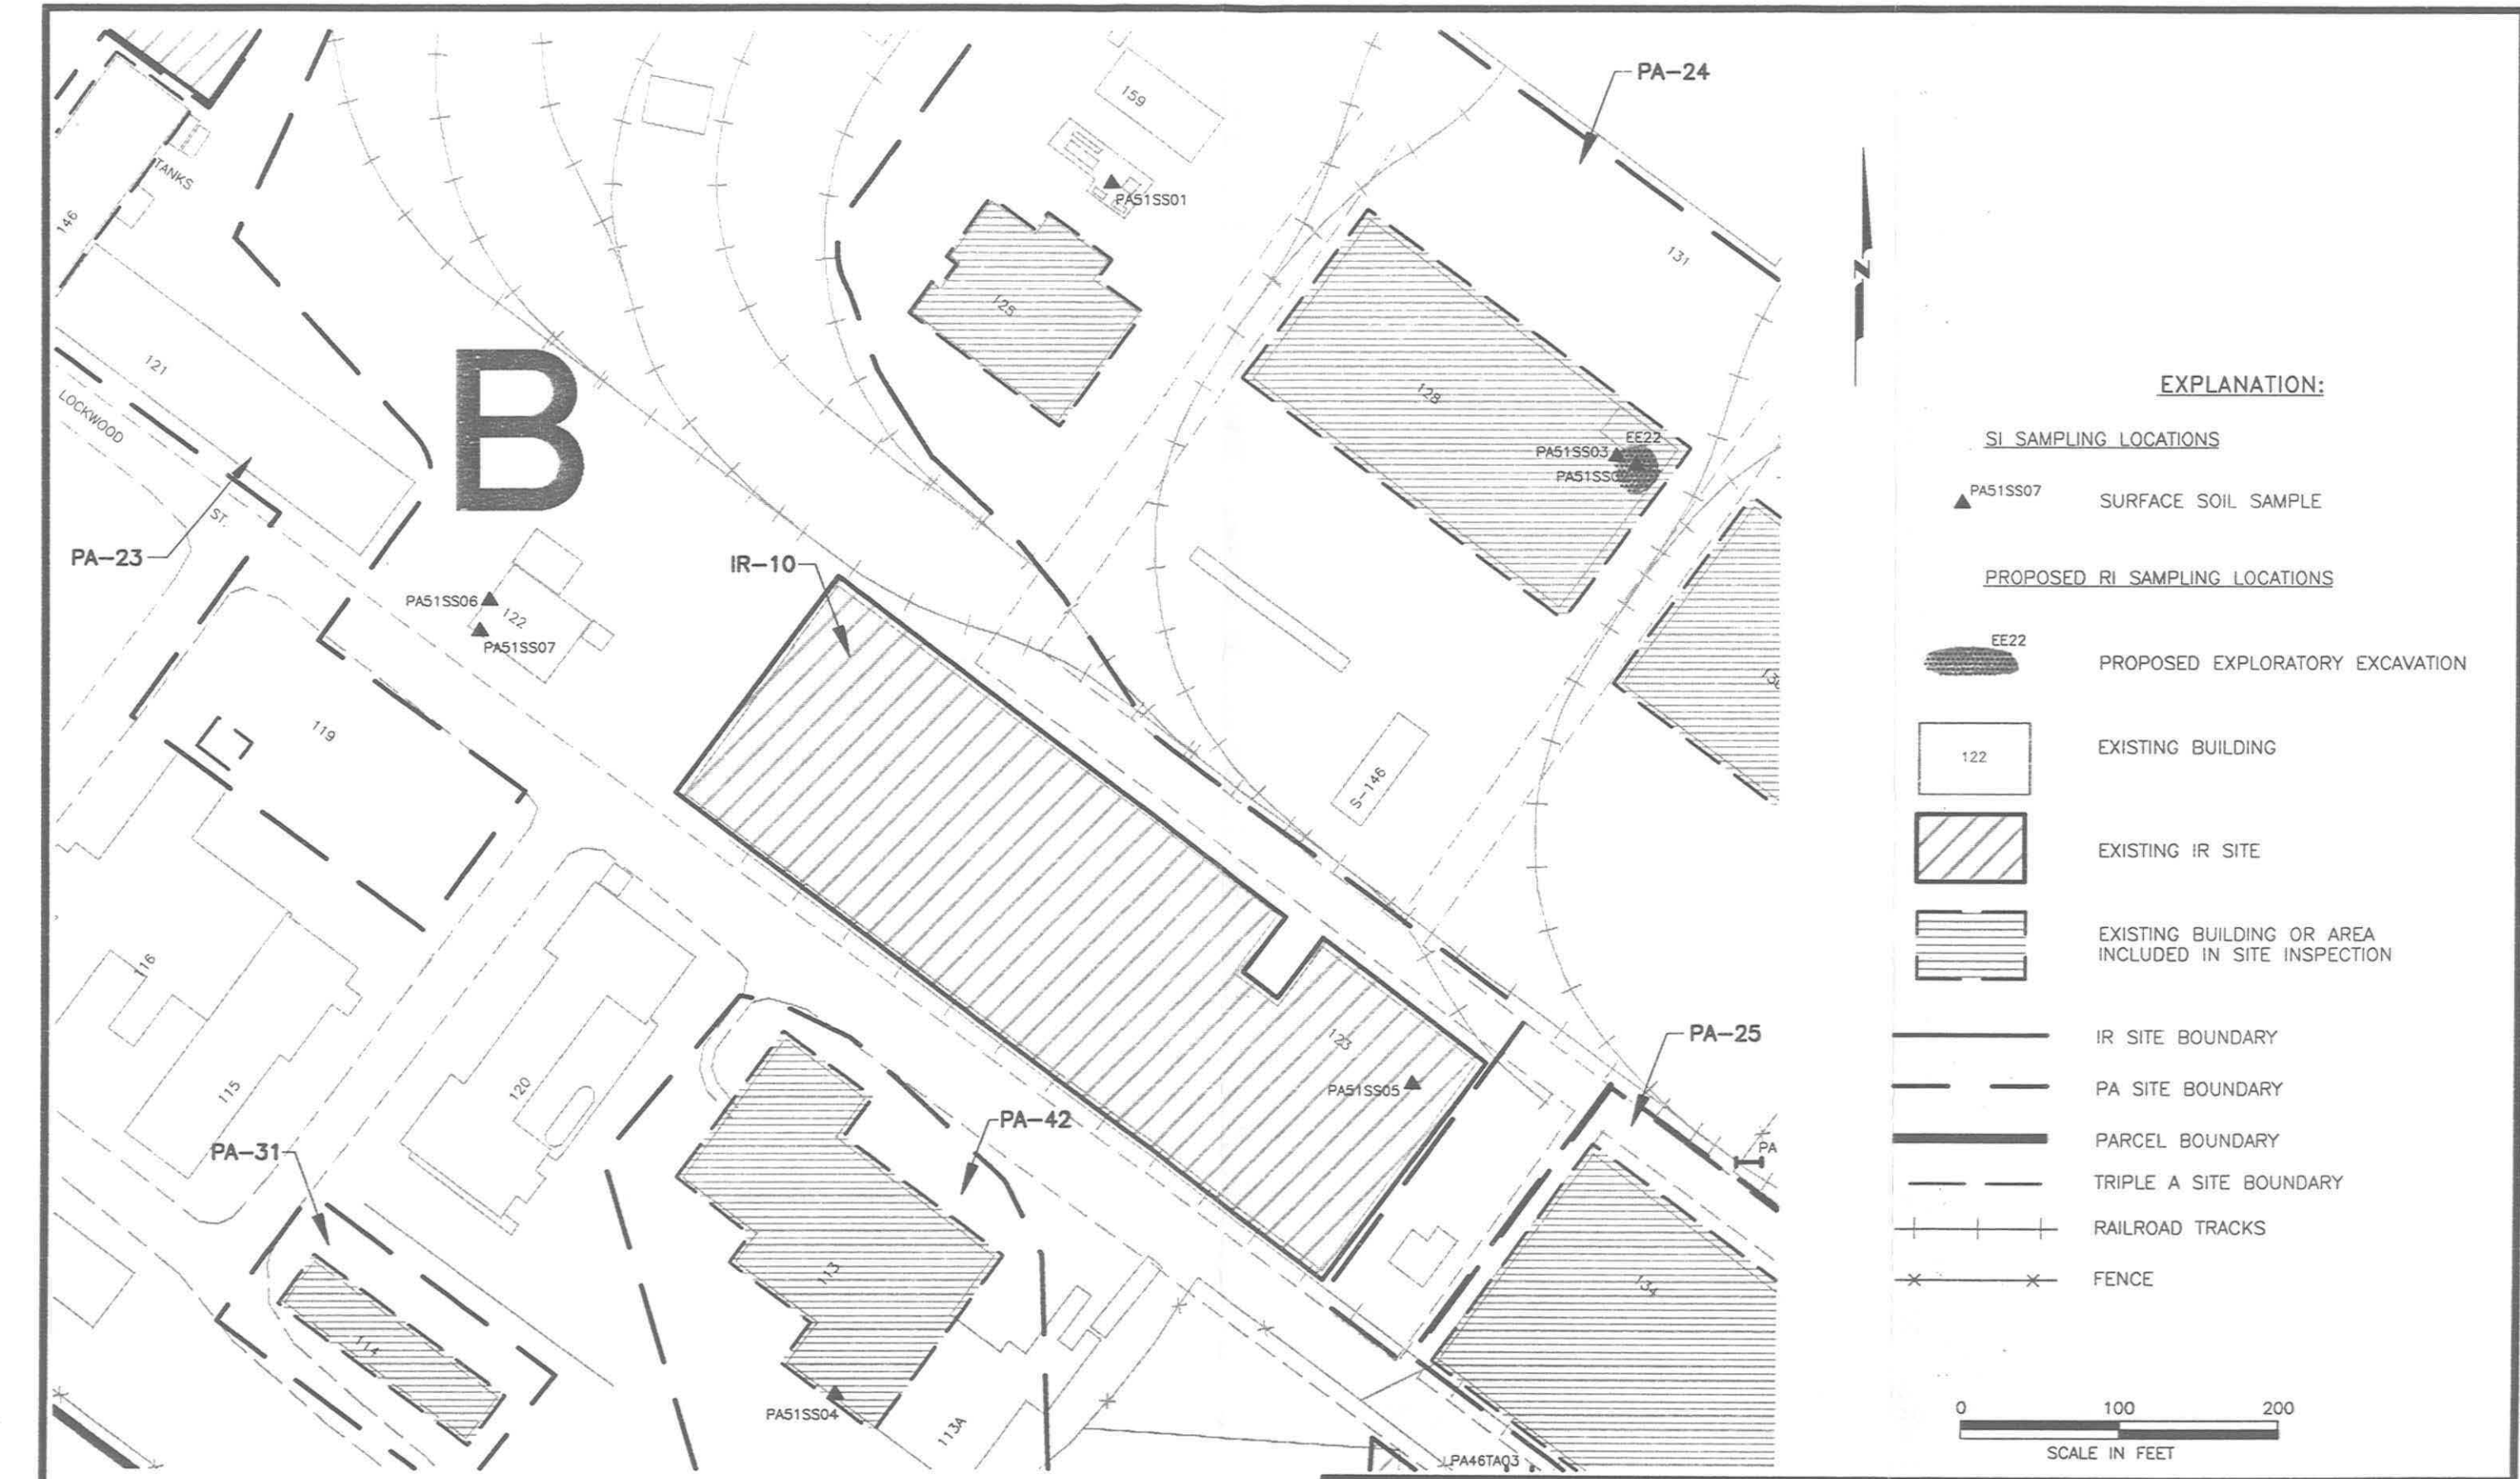 PA-24
159
TANKS
PA51SS01
146
131
125
B
121
128
LOCKWOOD
EE22
PA51SS03
PA51SS0
ST.
PA-23
IR-10
PA51SS06
122
PA51SS07
119
S-146
116
123
PA-25
PA51SS05
120
115
PA-42
PA-31
PA
113
134
114
PA51SS04
113A
PA46TA03
N
EXPLANATION:
SI SAMPLING LOCATIONS
PA51SS07
SURFACE SOIL SAMPLE
PROPOSED RI SAMPLING LOCATIONS
EE22
PROPOSED EXPLORATORY EXCAVATION
122
EXISTING BUILDING
EXISTING IR SITE
EXISTING BUILDING OR AREA
INCLUDED IN SITE INSPECTION
IR SITE BOUNDARY
PA SITE BOUNDARY
PARCEL BOUNDARY
TRIPLE A SITE BOUNDARY
RAILROAD TRACKS
FENCE
0 100 200
SCALE IN FEET